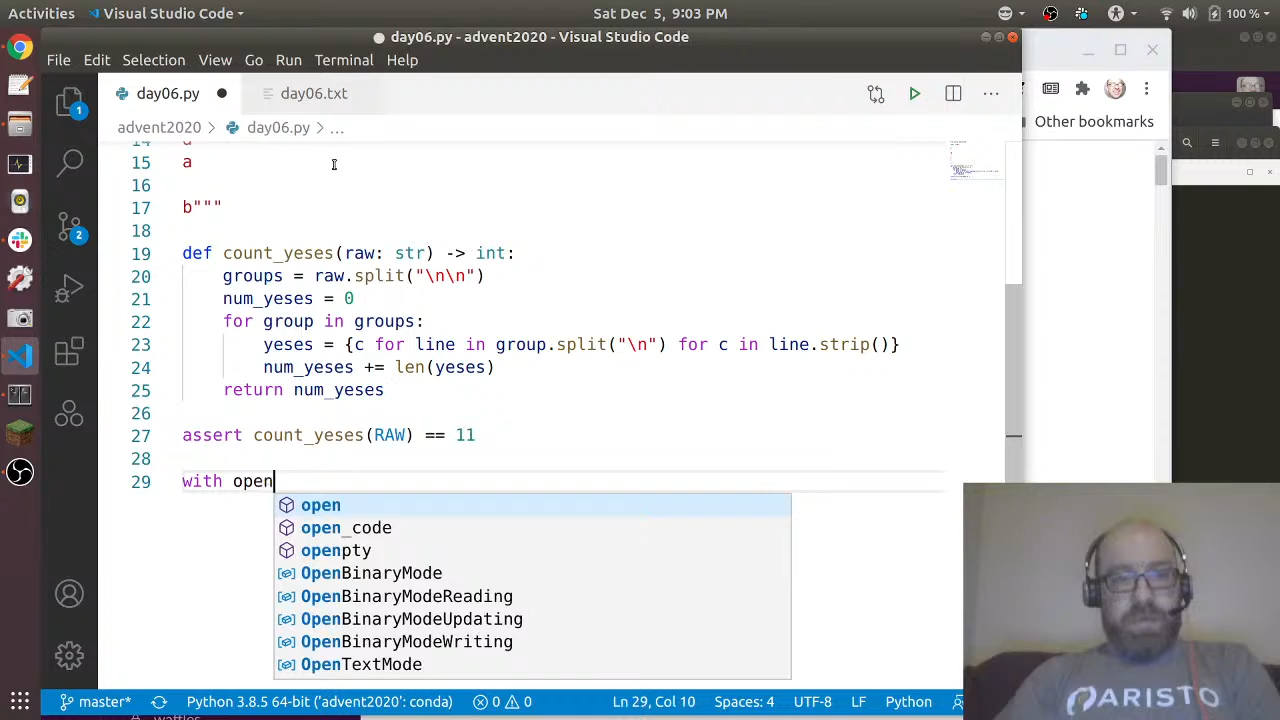 Activities Visual Studio Code Sat Dec 5, 9:03 PM 100 %
day06.py - advent2020 - Visual Studio Code
File Edit Selection View Go Run Terminal Help
day06.py day06.txt
advent2020 > day06.py > ...
Other bookmarks
14
15 a
16
17 b"""
18
19 def count_yeses(raw: str) -> int:
20 groups = raw.split("\n\n")
21 num_yeses = 0
22 for group in groups:
23 yeses = {c for line in group.split("\n") for c in line.strip()}
24 num_yeses += len(yeses)
25 return num_yeses
26
27 assert count_yeses(RAW) == 11
28
29 with open
open
open_code
openpty
OpenBinaryMode
OpenBinaryModeReading
OpenBinaryModeUpdating
OpenBinaryModeWriting
OpenTextMode
1
2
ARISTO
master* Python 3.8.5 64-bit ('advent2020': conda) 0 0 Ln 29, Col 10 Spaces: 4 UTF-8 LF Python
waffles